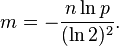 m = -\frac{n \ln p}{(\ln 2)^2}.